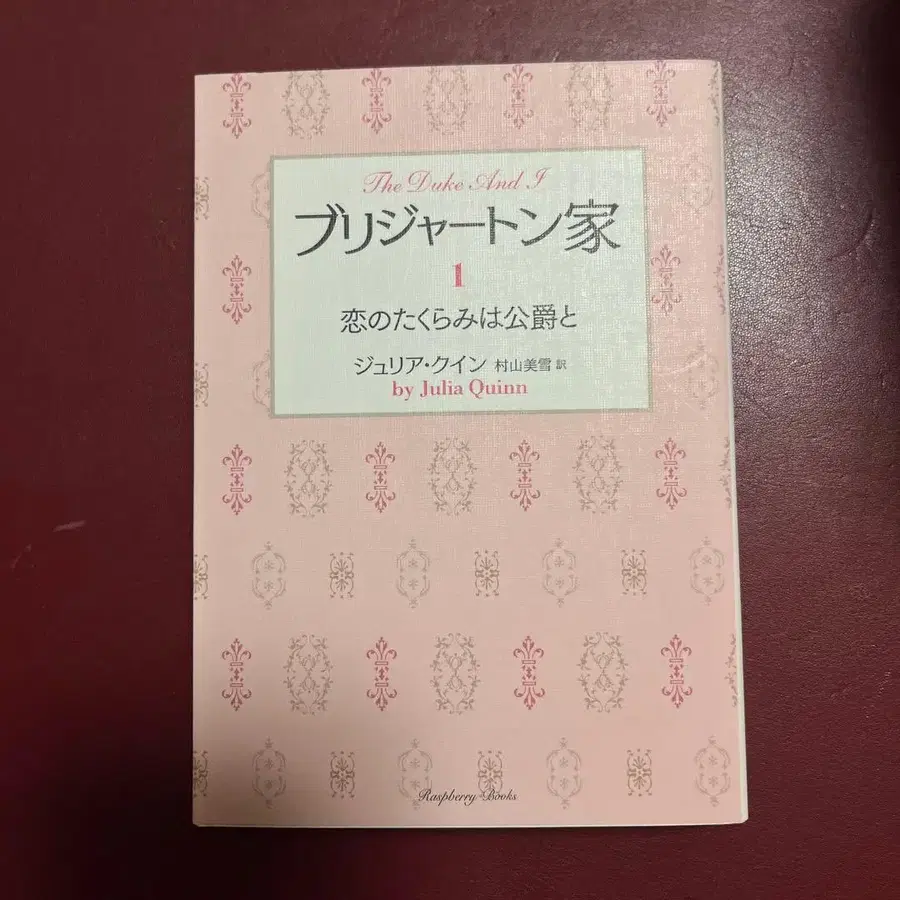 The Duke And I
ブリジャートン家
1
恋のたくらみは公爵と
ジュリア・クイン 村山美雪 訳
by Julia Quinn
Raspberry Books